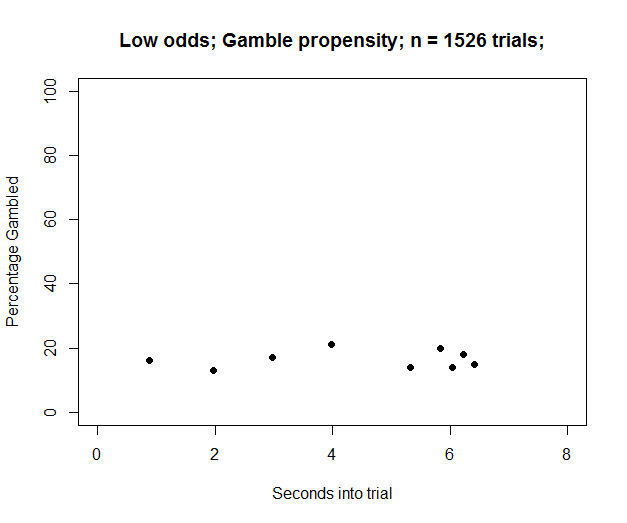 Low odds; Gamble propensity; n = 1526 trials;
Percentage Gambled
100
80
60
40
20
0
0 2 4 6 8
Seconds into trial